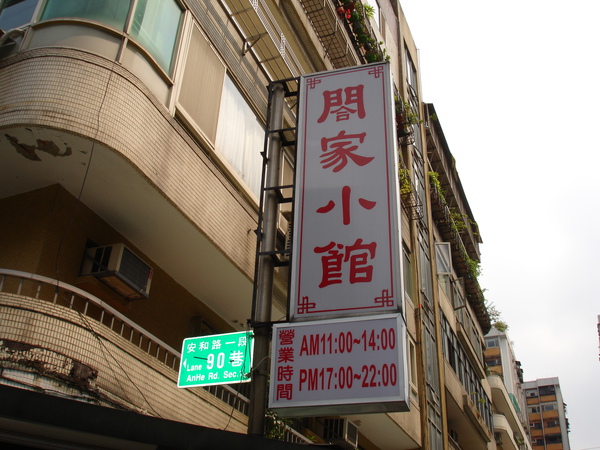 閤家小館
營業時間
AM11:00~14:00
PM17:00~22:00
安和路一段
Lane 90 巷
AnHe Rd. Sec.